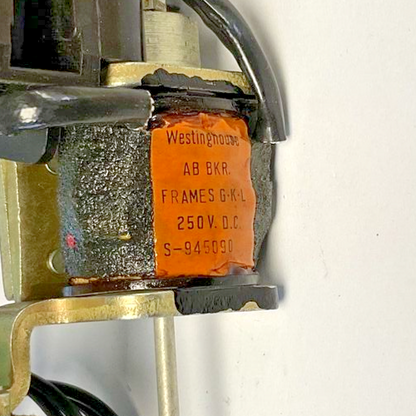 Westinghouse
AB BKR.
FRAMES G-K-L
250 V. D.C.
S-945090